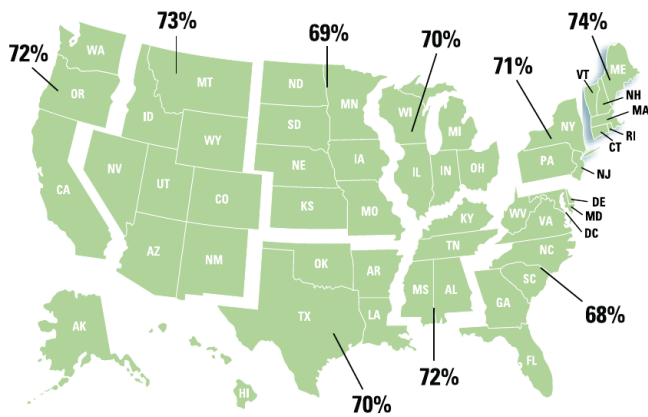 73%
74%
69%
70%
72%
71%
WA
MT
ND
ME
VT
OR
MN
NH
ID
WI
MA
SD
MI
NY
RI
WY
CT
IA
PA
NE
NJ
NV
IL
IN
OH
UT
CA
CO
DE
KS
MO
WV
MD
KY
VA
DC
TN
NC
AZ
OK
NM
AR
SC
MS
AL
GA
68%
TX
LA
AK
FL
72%
HI
70%